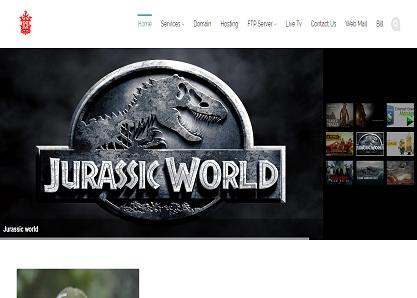 Home Services Domain Hosting FTP Server Live Tv Contact Us Web Mail Bill
JURASSIC WORLD
Jurassic world